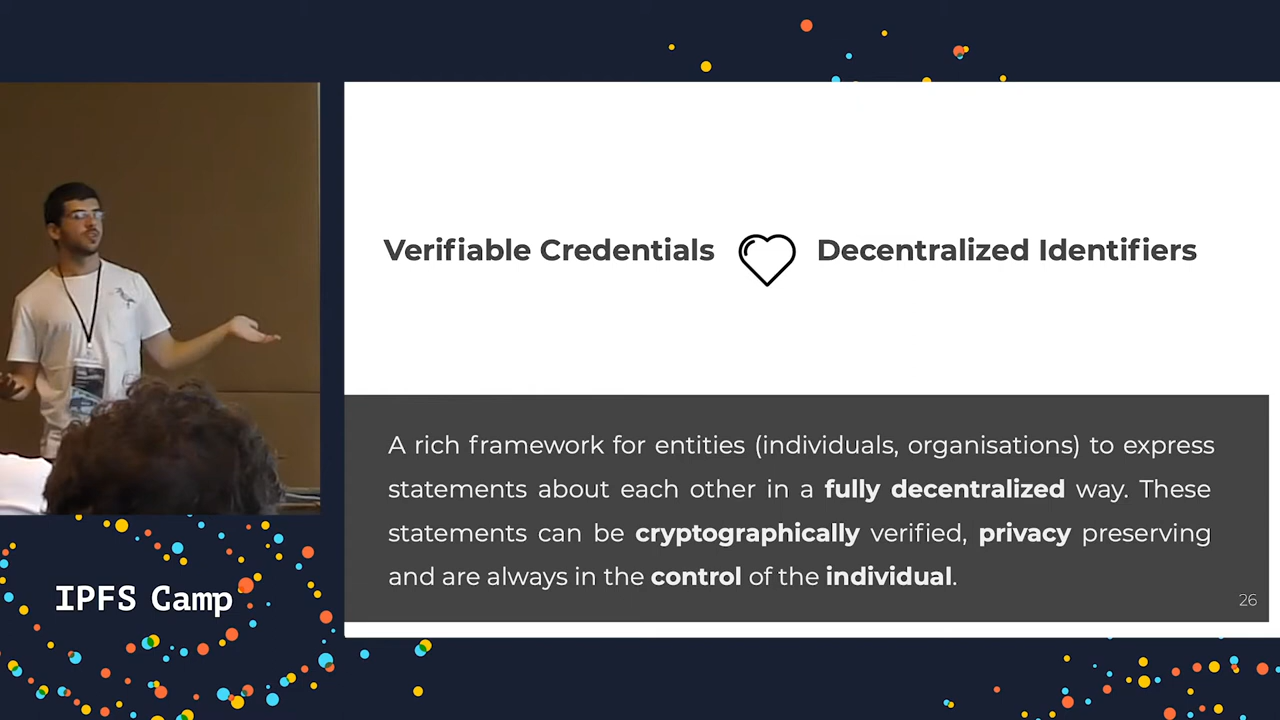 Verifiable Credentials Decentralized Identifiers
A rich framework for entities (individuals, organisations) to express
statements about each other in a fully decentralized way. These
statements can be cryptographically verified, privacy preserving
and are always in the control of the individual.
26
IPFS Camp